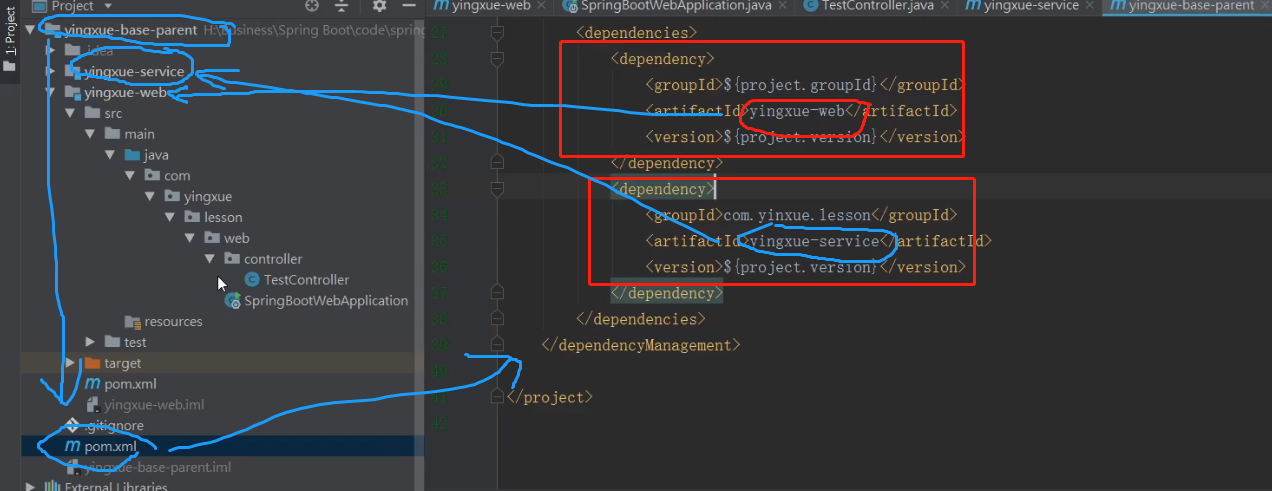 Project
yingxue-web
SpringBootWebApplication.java
TestController.java
yingxue-service
yingxue-base-parent
1: Project
yingxue-base-parent H:\Business\Spring Boot\code\spring
.idea
yingxue-service
yingxue-web
src
main
java
com
yingxue
lesson
web
controller
TestController
SpringBootWebApplication
resources
test
target
pom.xml
yingxue-web.iml
.gitignore
pom.xml
yingxue-base-parent.iml
External Libraries
<dependencies>
<dependency>
<groupId>${project.groupId}</groupId>
<artifactId>yingxue-web</artifactId>
<version>${project.version}</version>
</dependency>
<dependency>
34 <groupId>com.yinxue.lesson</groupId>
<artifactId>yingxue-service</artifactId>
<version>${project.version}</version>
</dependency>
</dependencies>
</dependencyManagement>
</project>
42